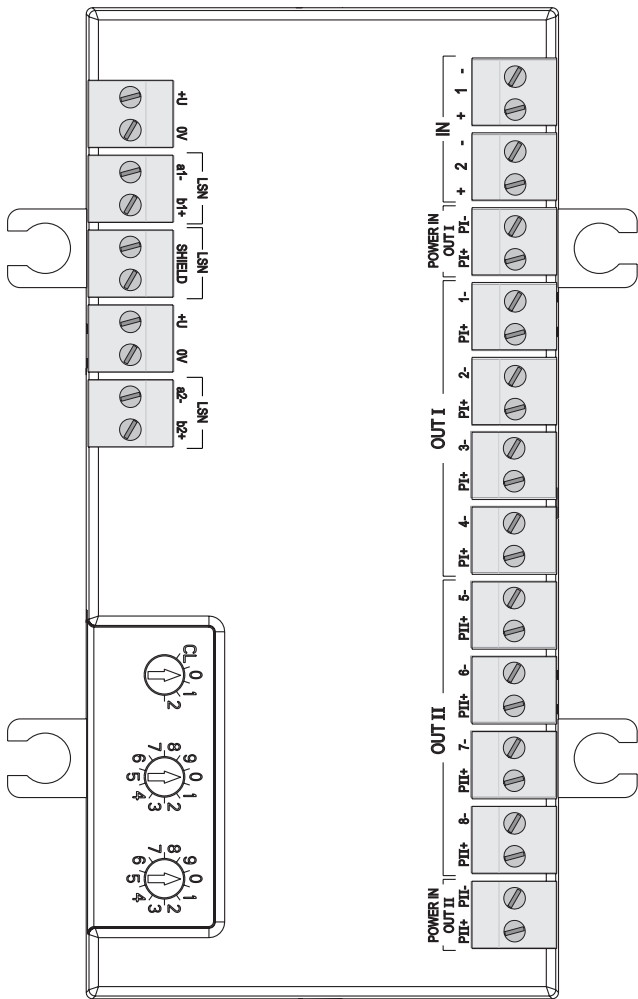 +U
0V
a1-
b1+
LSN
SHIELD
LSN
+U
0V
a2-
b2+
LSN
CL 0 1 2
0 1 2 3 4 5 6 7 8 9
0 1 2 3 4 5 6 7 8 9
IN
1 -
+
2 -
+
POWER IN
OUT I
PI-
PI+
OUT I
1-
PI+
2-
PI+
3-
PI+
4-
PI+
OUT II
5-
PII+
6-
PII+
7-
PII+
8-
PII+
POWER IN
OUT II
PII-
PII+